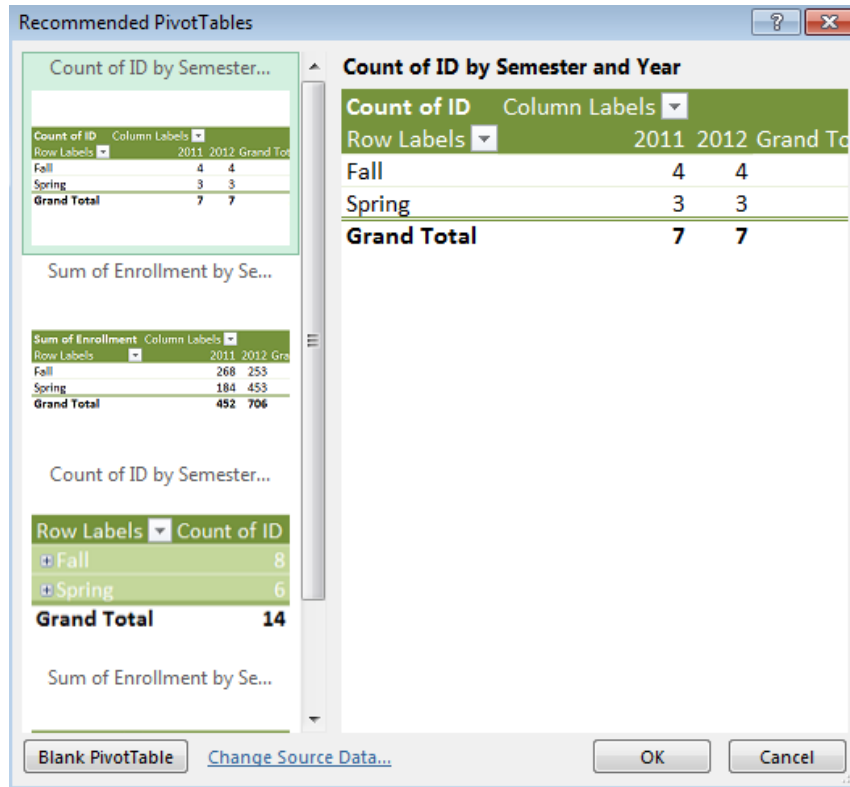 Recommended PivotTables
Count of ID by Semester...
Count of ID Column Labels
Row Labels 2011 2012 Grand Tot
Fall 4 4
Spring 3 3
Grand Total 7 7
Sum of Enrollment by Se...
Sum of Enrollment Column Labels
Row Labels 2011 2012 Gra
Fall 268 253
Spring 184 453
Grand Total 452 706
Count of ID by Semester...
Row Labels Count of ID
Fall 8
Spring 6
Grand Total 14
Sum of Enrollment by Se...
Count of ID by Semester and Year
Count of ID Column Labels
Row Labels 2011 2012 Grand To
Fall 4 4
Spring 3 3
Grand Total 7 7
Blank PivotTable Change Source Data... OK Cancel